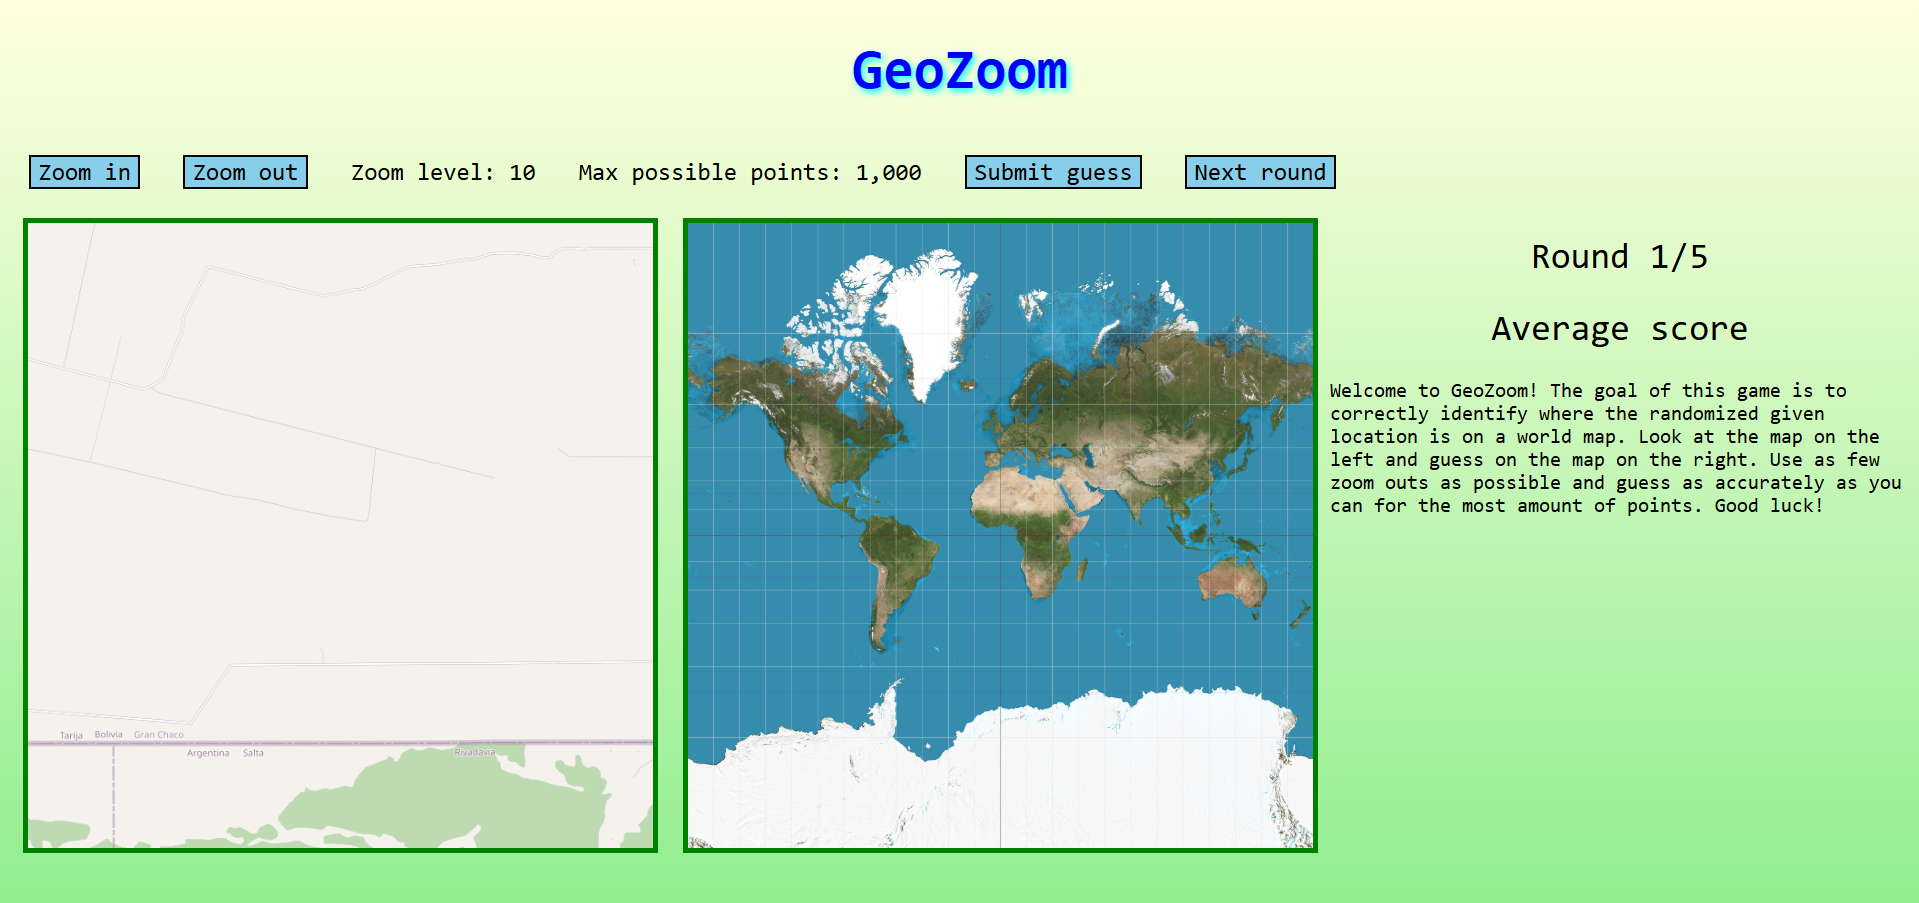 GeoZoom
Zoom in Zoom out Zoom level: 10 Max possible points: 1,000 Submit guess Next round
Round 1/5
Average score
Welcome to GeoZoom! The goal of this game is to
correctly identify where the randomized given
location is on a world map. Look at the map on the
left and guess on the map on the right. Use as few
zoom outs as possible and guess as accurately as you
can for the most amount of points. Good luck!
Tarija Bolivia Gran Chaco
Argentina Salta Rivadavia